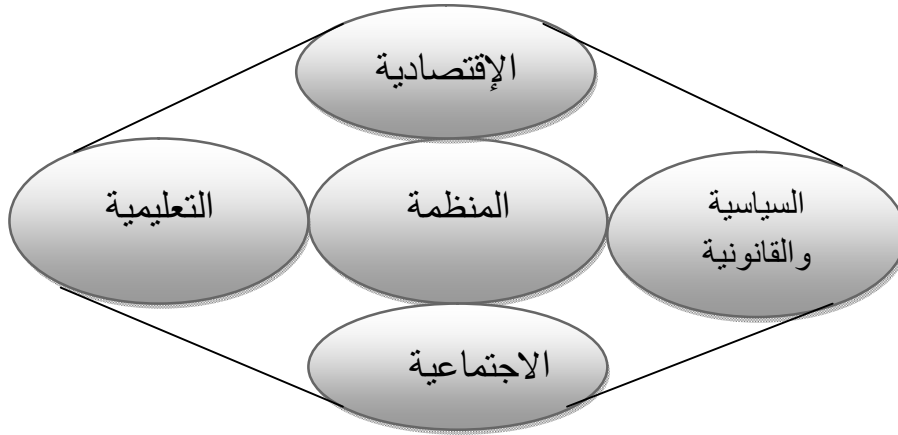 الإقتصادية
السياسية
والقانونية
المنظمة
التعليمية
الاجتماعية